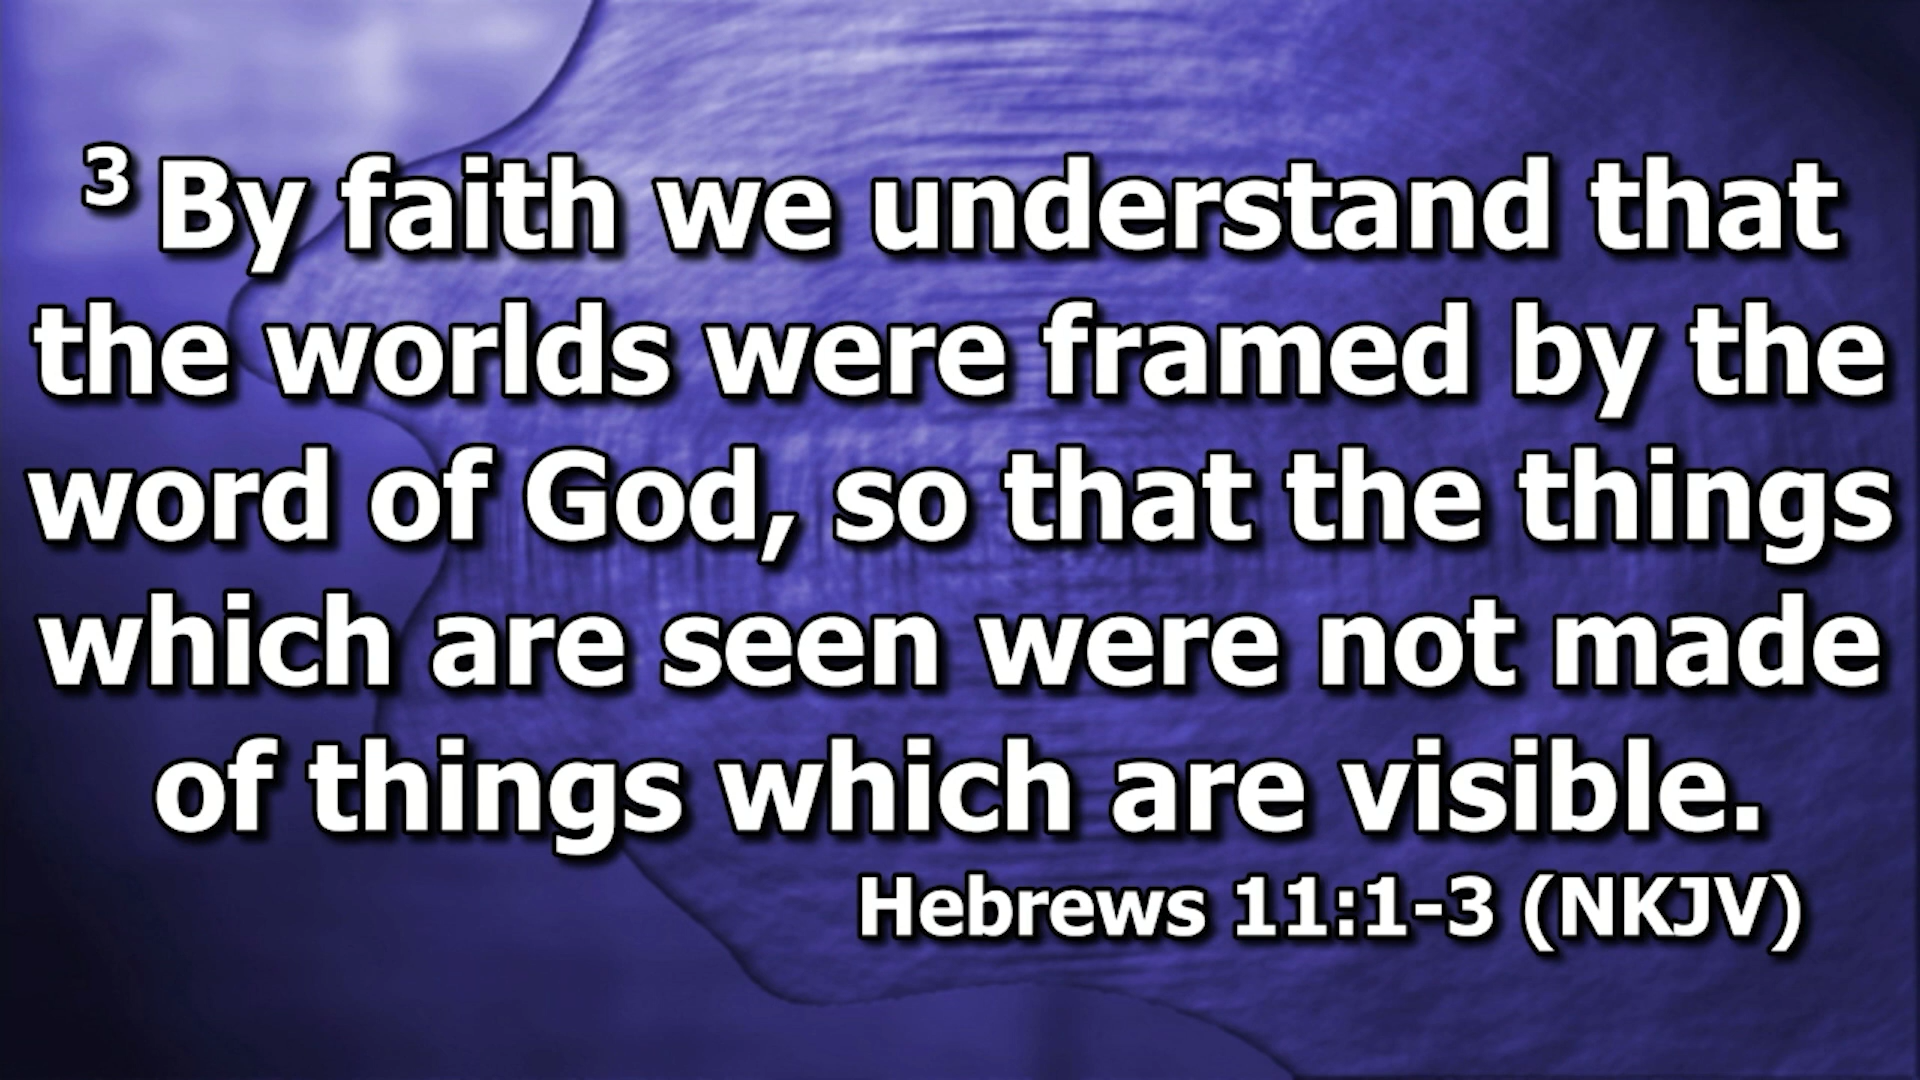 3 By faith we understand that
the worlds were framed by the
word of God, so that the things
which are seen were not made
of things which are visible.
Hebrews 11:1-3 (NKJV)